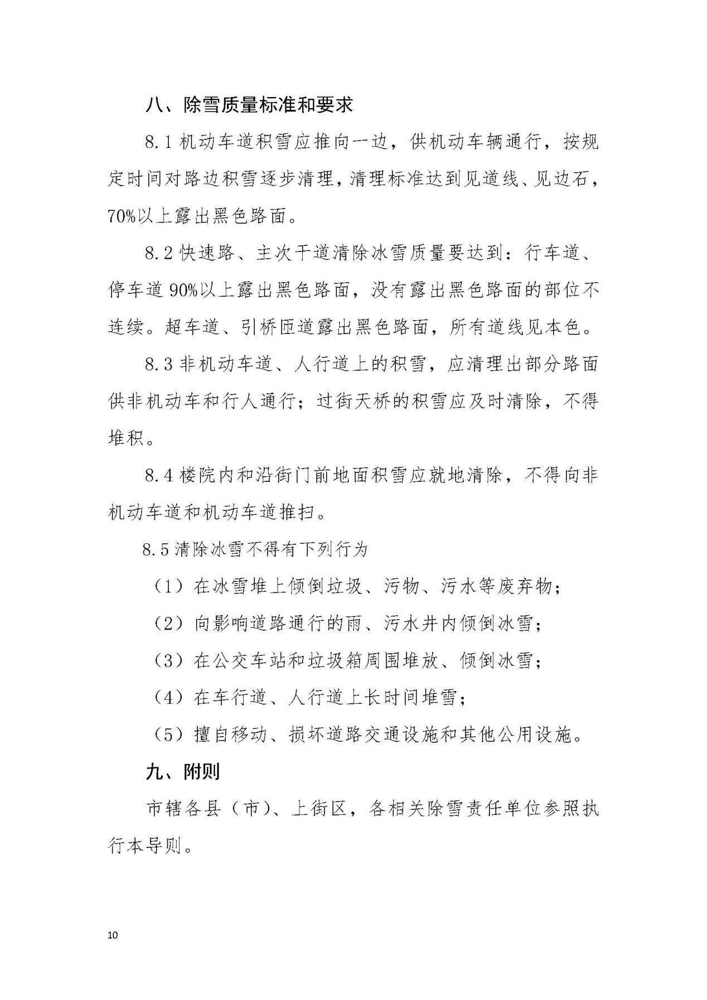 八、除雪质量标准和要求
8.1 机动车道积雪应推向一边，供机动车辆通行，按规
定时间对路边积雪逐步清理，清理标准达到见道线、见边石，
70%以上露出黑色路面。
8.2 快速路、主次干道清除冰雪质量要达到：行车道、
停车道 90%以上露出黑色路面，没有露出黑色路面的部位不
连续。超车道、引桥匝道露出黑色路面，所有道线见本色。
8.3 非机动车道、人行道上的积雪，应清理出部分路面
供非机动车和行人通行；过街天桥的积雪应及时清除，不得
堆积。
8.4 楼院内和沿街门前地面积雪应就地清除，不得向非
机动车道和机动车道推扫。
8.5 清除冰雪不得有下列行为
（1）在冰雪堆上倾倒垃圾、污物、污水等废弃物；
（2）向影响道路通行的雨、污水井内倾倒冰雪；
（3）在公交车站和垃圾箱周围堆放、倾倒冰雪；
（4）在车行道、人行道上长时间堆雪；
（5）擅自移动、损坏道路交通设施和其他公用设施。
九、附则
市辖各县（市）、上街区，各相关除雪责任单位参照执
行本导则。
10